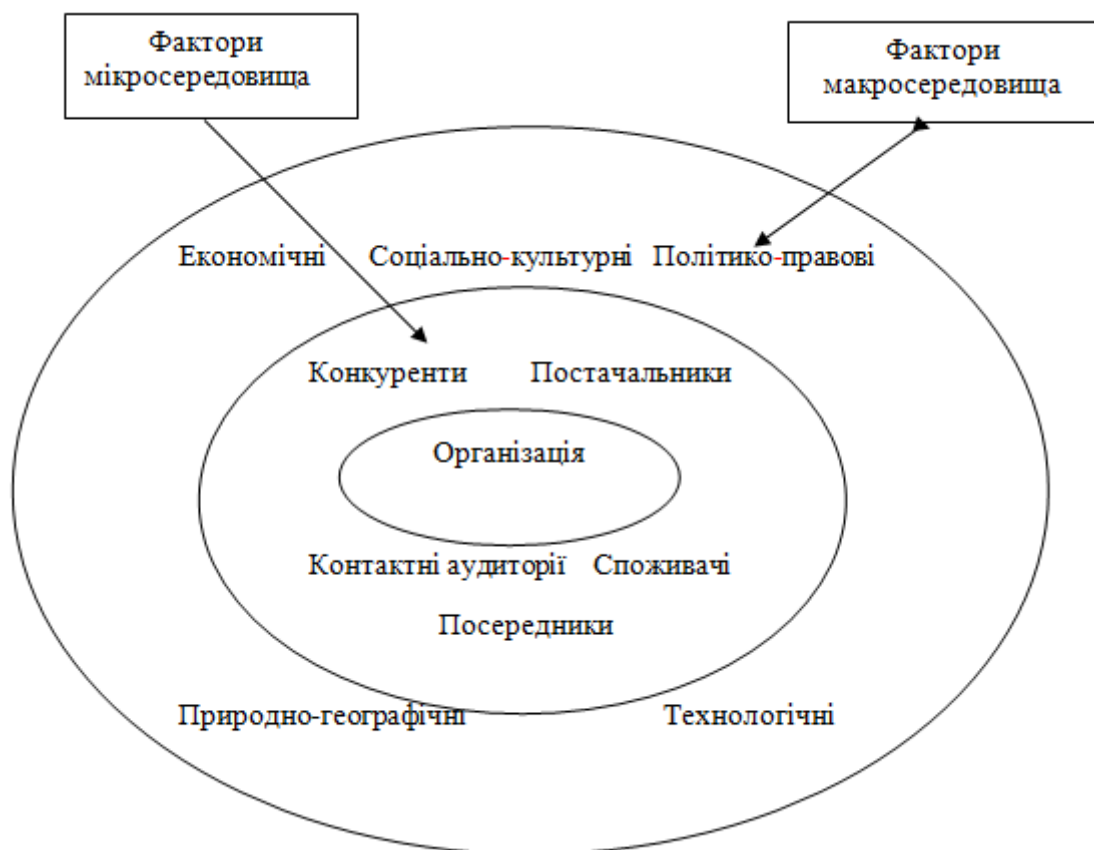 Фактори
мікросередовища
Фактори
макросередовища
Економічні Соціально-культурні Політико-правові
Конкуренти Постачальники
Організація
Контактні аудиторії Споживачі
Посередники
Природно-географічні Технологічні